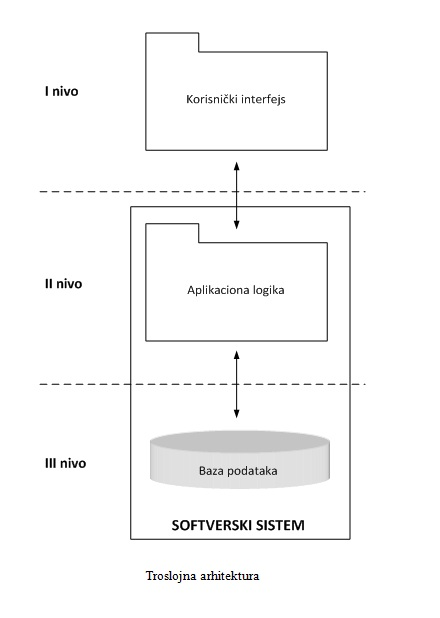 I nivo
Korisnički interfejs
II nivo
Aplikaciona logika
III nivo
Baza podataka
SOFTVERSKI SISTEM
Troslojna arhitektura